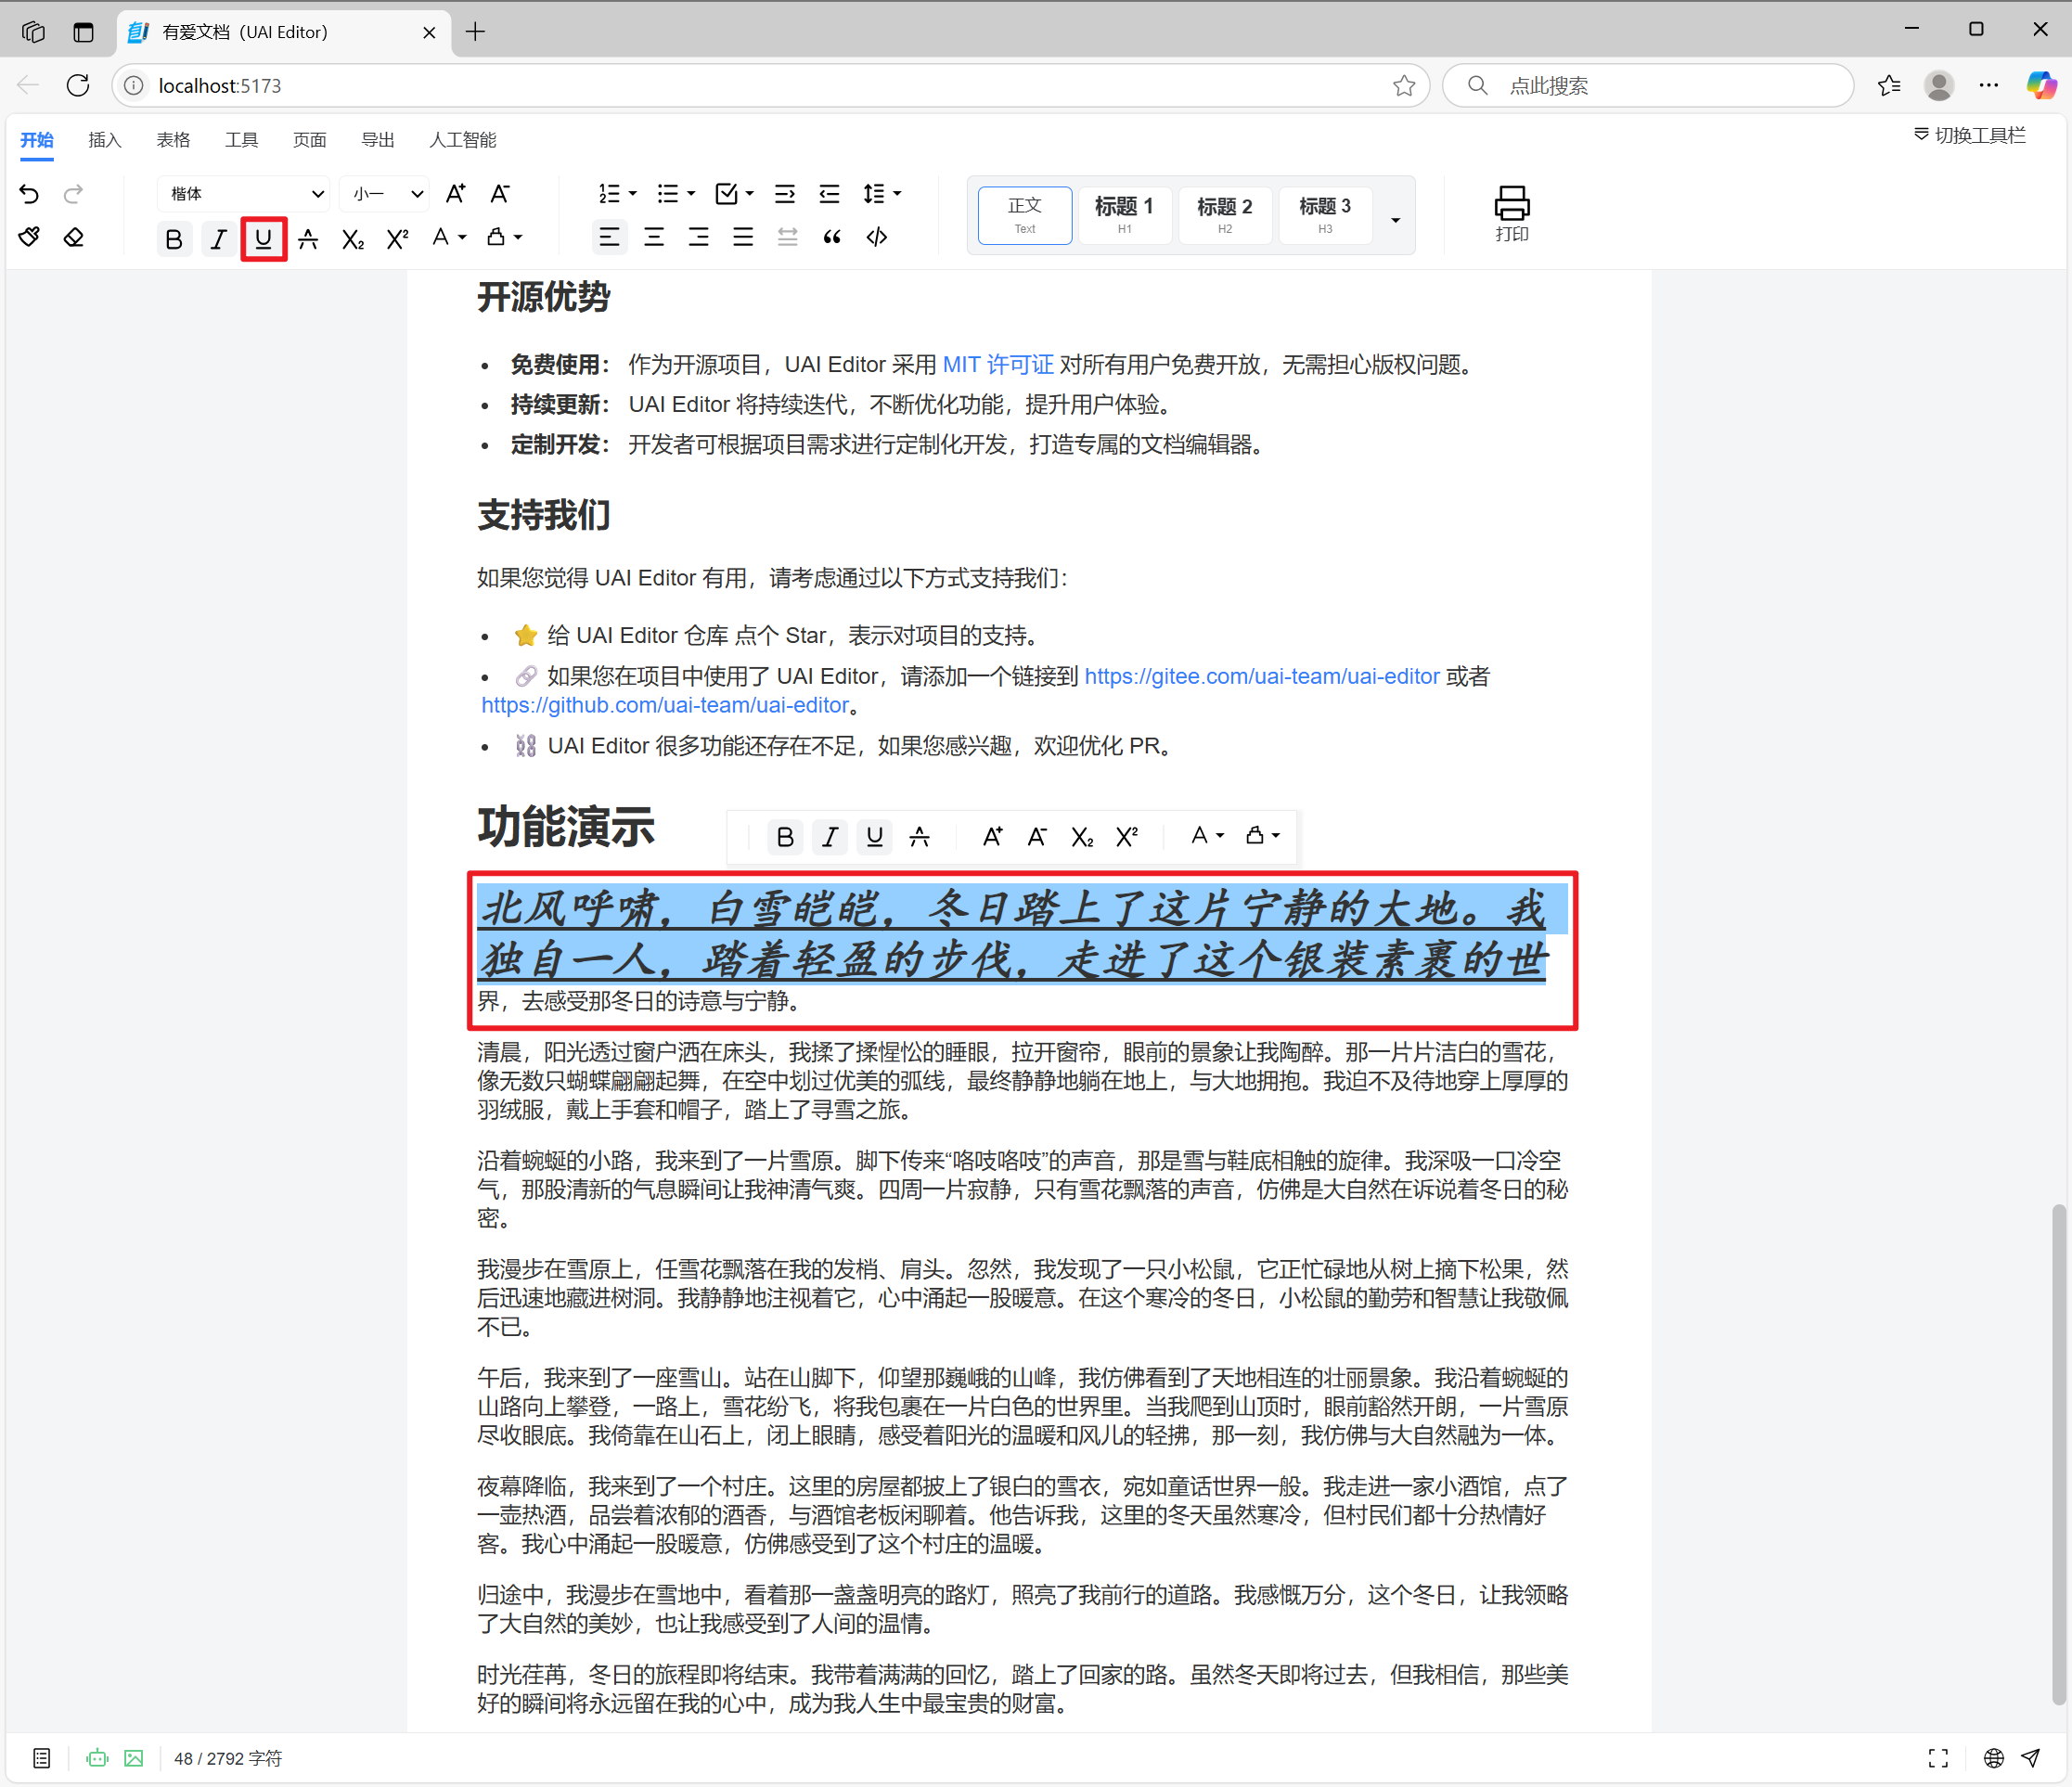 有爱文档（UAI Editor）
localhost:5173
点此搜索
开始 插入 表格 工具 页面 导出 人工智能
切换工具栏
楷体 小一
正文 Text
标题 1 H1
标题 2 H2
标题 3 H3
打印
开源优势
免费使用： 作为开源项目，UAI Editor 采用 MIT 许可证 对所有用户免费开放，无需担心版权问题。
持续更新： UAI Editor 将持续迭代，不断优化功能，提升用户体验。
定制开发： 开发者可根据项目需求进行定制化开发，打造专属的文档编辑器。
支持我们
如果您觉得 UAI Editor 有用，请考虑通过以下方式支持我们：
⭐ 给 UAI Editor 仓库 点个 Star，表示对项目的支持。
🔗 如果您在项目中使用了 UAI Editor，请添加一个链接到 https://gitee.com/uai-team/uai-editor 或者
https://github.com/uai-team/uai-editor。
⛓ UAI Editor 很多功能还存在不足，如果您感兴趣，欢迎优化 PR。
功能演示
北风呼啸，白雪皑皑，冬日踏上了这片宁静的大地。我
独自一人，踏着轻盈的步伐，走进了这个银装素裹的世
界，去感受那冬日的诗意与宁静。
清晨，阳光透过窗户洒在床头，我揉了揉惺忪的睡眼，拉开窗帘，眼前的景象让我陶醉。那一片片洁白的雪花，
像无数只蝴蝶翩翩起舞，在空中划过优美的弧线，最终静静地躺在地上，与大地拥抱。我迫不及待地穿上厚厚的
羽绒服，戴上手套和帽子，踏上了寻雪之旅。
沿着蜿蜒的小路，我来到了一片雪原。脚下传来“咯吱咯吱”的声音，那是雪与鞋底相触的旋律。我深吸一口冷空
气，那股清新的气息瞬间让我神清气爽。四周一片寂静，只有雪花飘落的声音，仿佛是大自然在诉说着冬日的秘
密。
我漫步在雪原上，任雪花飘落在我的发梢、肩头。忽然，我发现了一只小松鼠，它正忙碌地从树上摘下松果，然
后迅速地藏进树洞。我静静地注视着它，心中涌起一股暖意。在这个寒冷的冬日，小松鼠的勤劳和智慧让我敬佩
不已。
午后，我来到了一座雪山。站在山脚下，仰望那巍峨的山峰，我仿佛看到了天地相连的壮丽景象。我沿着蜿蜒的
山路向上攀登，一路上，雪花纷飞，将我包裹在一片白色的世界里。当我爬到山顶时，眼前豁然开朗，一片雪原
尽收眼底。我倚靠在山石上，闭上眼睛，感受着阳光的温暖和风儿的轻拂，那一刻，我仿佛与大自然融为一体。
夜幕降临，我来到了一个村庄。这里的房屋都披上了银白的雪衣，宛如童话世界一般。我走进一家小酒馆，点了
一壶热酒，品尝着浓郁的酒香，与酒馆老板闲聊着。他告诉我，这里的冬天虽然寒冷，但村民们都十分热情好
客。我心中涌起一股暖意，仿佛感受到了这个村庄的温暖。
归途中，我漫步在雪地中，看着那一盏盏明亮的路灯，照亮了我前行的道路。我感慨万分，这个冬日，让我领略
了大自然的美妙，也让我感受到了人间的温情。
时光荏苒，冬日的旅程即将结束。我带着满满的回忆，踏上了回家的路。虽然冬天即将过去，但我相信，那些美
好的瞬间将永远留在我的心中，成为我人生中最宝贵的财富。
48 / 2792 字符